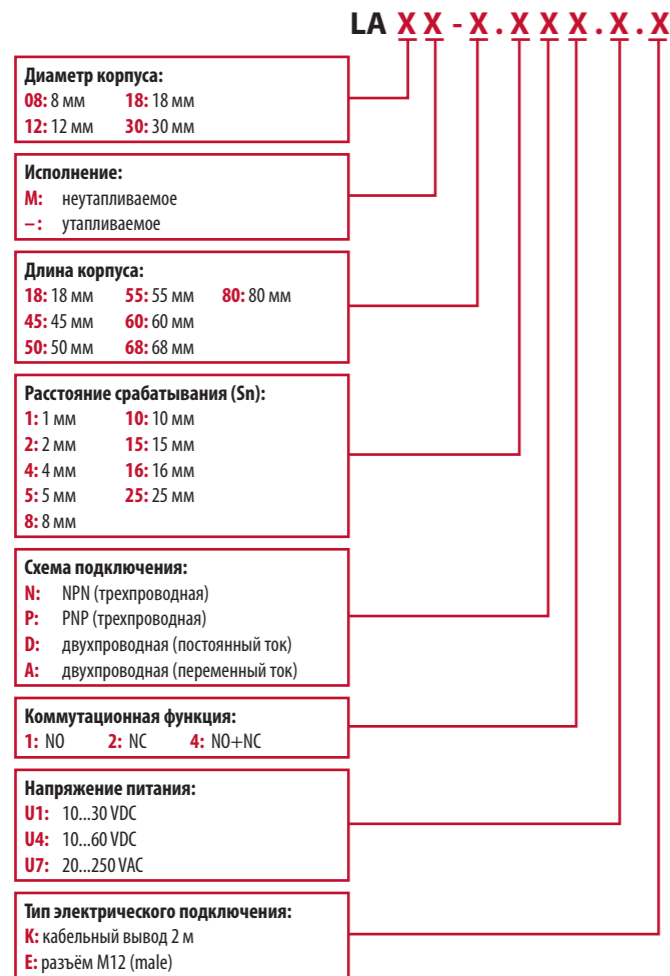 LA X X - X . X X X . X . X
Диаметр корпуса:
08: 8 мм 18: 18 мм
12: 12 мм 30: 30 мм
Исполнение:
М: неутапливаемое
– : утапливаемое
Длина корпуса:
18: 18 мм 55: 55 мм 80: 80 мм
45: 45 мм 60: 60 мм
50: 50 мм 68: 68 мм
Расстояние срабатывания (Sn):
1: 1 мм 10: 10 мм
2: 2 мм 15: 15 мм
4: 4 мм 16: 16 мм
5: 5 мм 25: 25 мм
8: 8 мм
Схема подключения:
N: NPN (трехпроводная)
P: PNP (трехпроводная)
D: двухпроводная (постоянный ток)
A: двухпроводная (переменный ток)
Коммутационная функция:
1: NO 2: NC 4: NO+NC
Напряжение питания:
U1: 10...30 VDC
U4: 10...60 VDC
U7: 20...250 VAC
Тип электрического подключения:
K: кабельный вывод 2 м
E: разъём M12 (male)